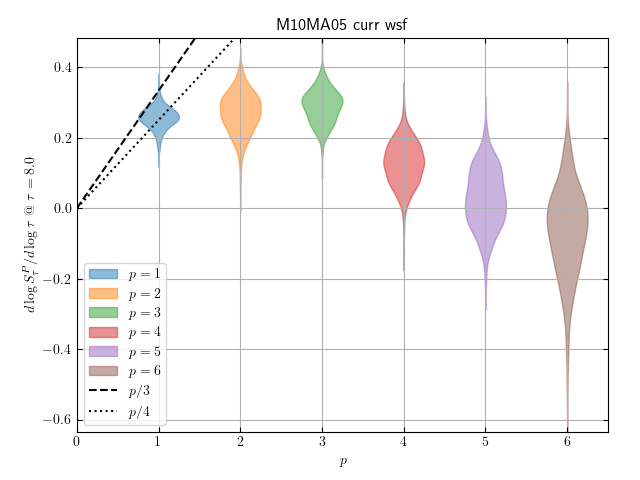 M10MA05 curr wsf
d log S_τ^P / d log τ @ τ = 8.0
0.4
0.2
0.0
−0.2
−0.4
−0.6
p = 1
p = 2
p = 3
p = 4
p = 5
p = 6
p/3
p/4
0 1 2 3 4 5 6
p